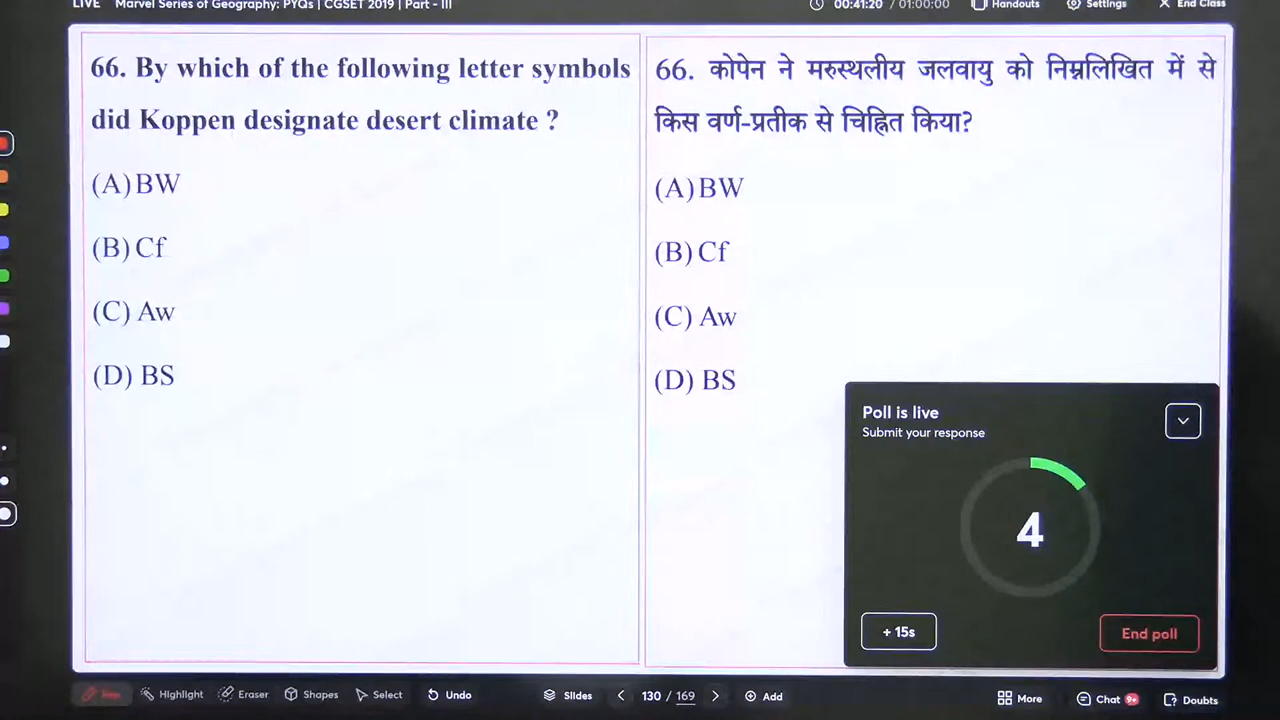 LIVE Marvel Series of Geography: PYQs | CGSET 2019 | Part - III
00:41:20 / 01:00:00 Handouts Settings End Class
66. By which of the following letter symbols
did Koppen designate desert climate ?
(A) BW
(B) Cf
(C) Aw
(D) BS
66. कोपेन ने मरुस्थलीय जलवायु को निम्नलिखित में से
किस वर्ण-प्रतीक से चिह्नित किया?
(A) BW
(B) Cf
(C) Aw
(D) BS
Poll is live
Submit your response
4
+ 15s
End poll
Highlight Eraser Shapes Select Undo Slides 130 / 169 Add More Chat 9+ Doubts